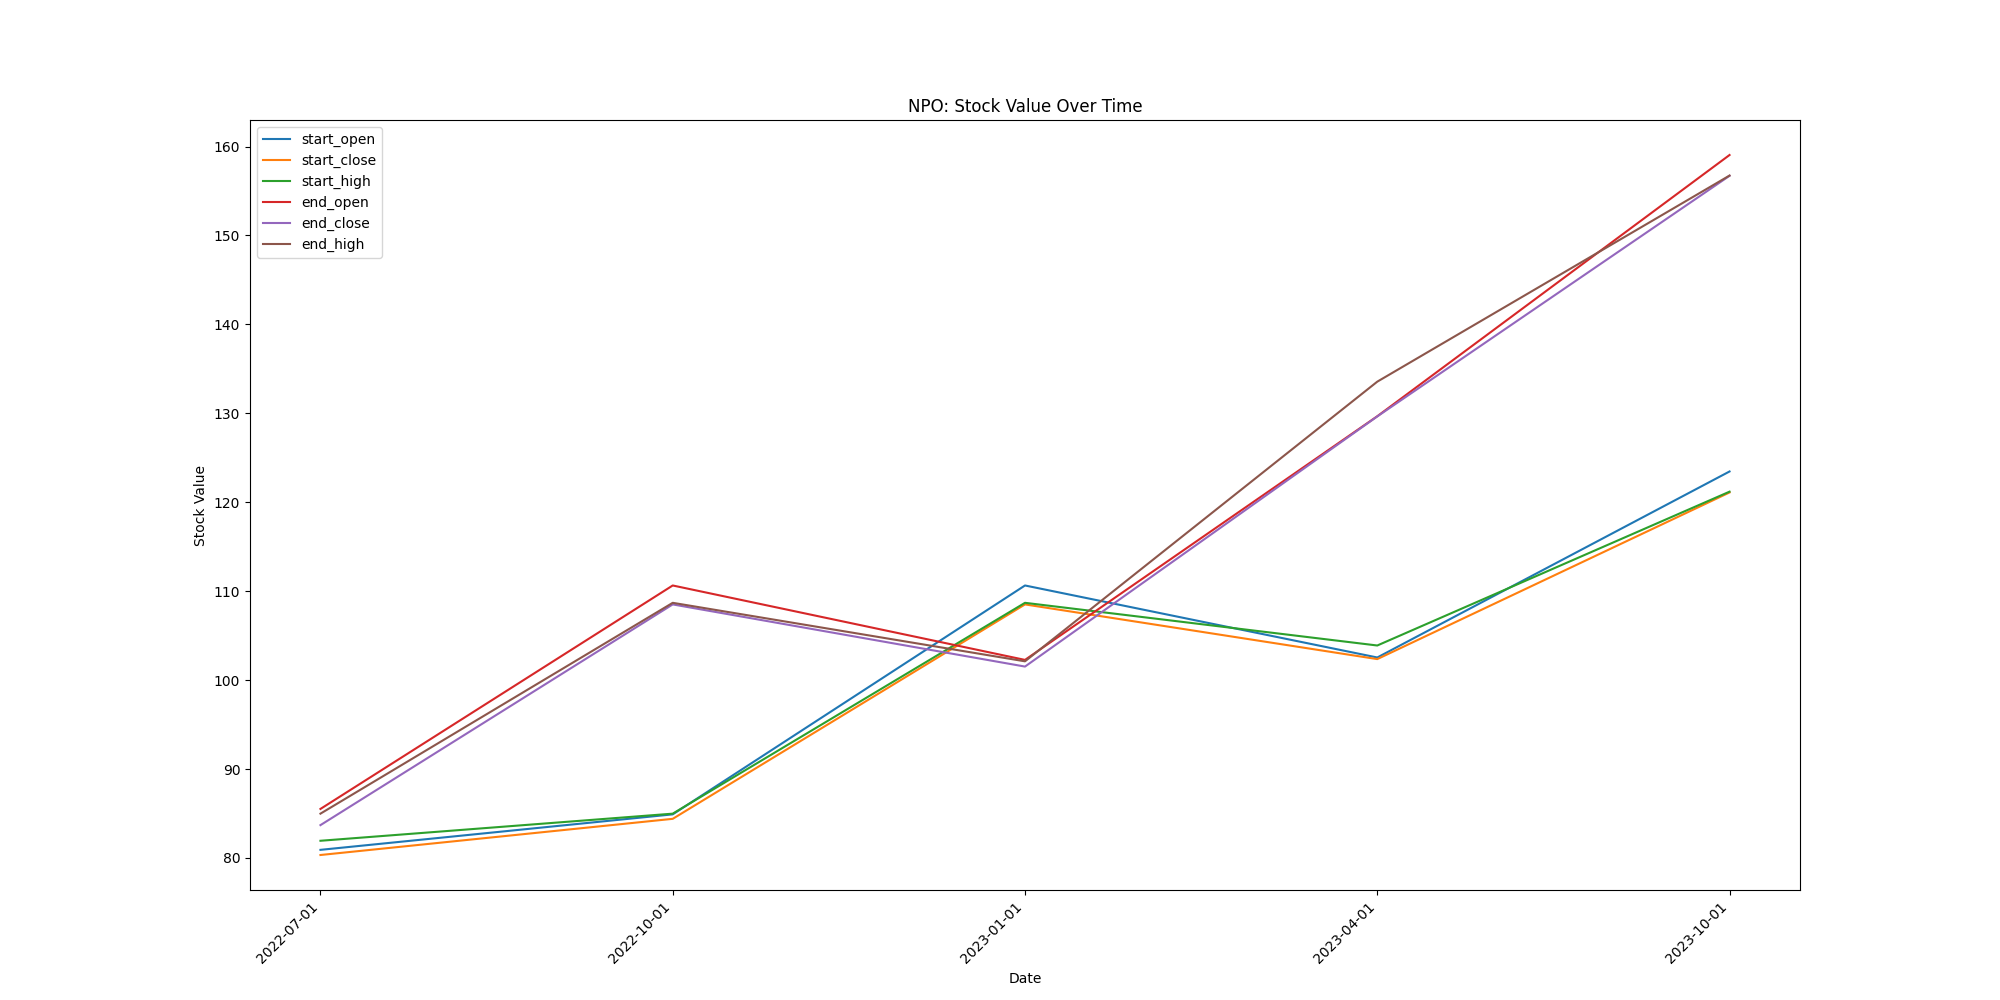 NPO: Stock Value Over Time
start_open
start_close
start_high
end_open
end_close
end_high
160
150
140
130
120
110
100
90
80
Stock Value
2022-07-01
2022-10-01
2023-01-01
2023-04-01
2023-10-01
Date